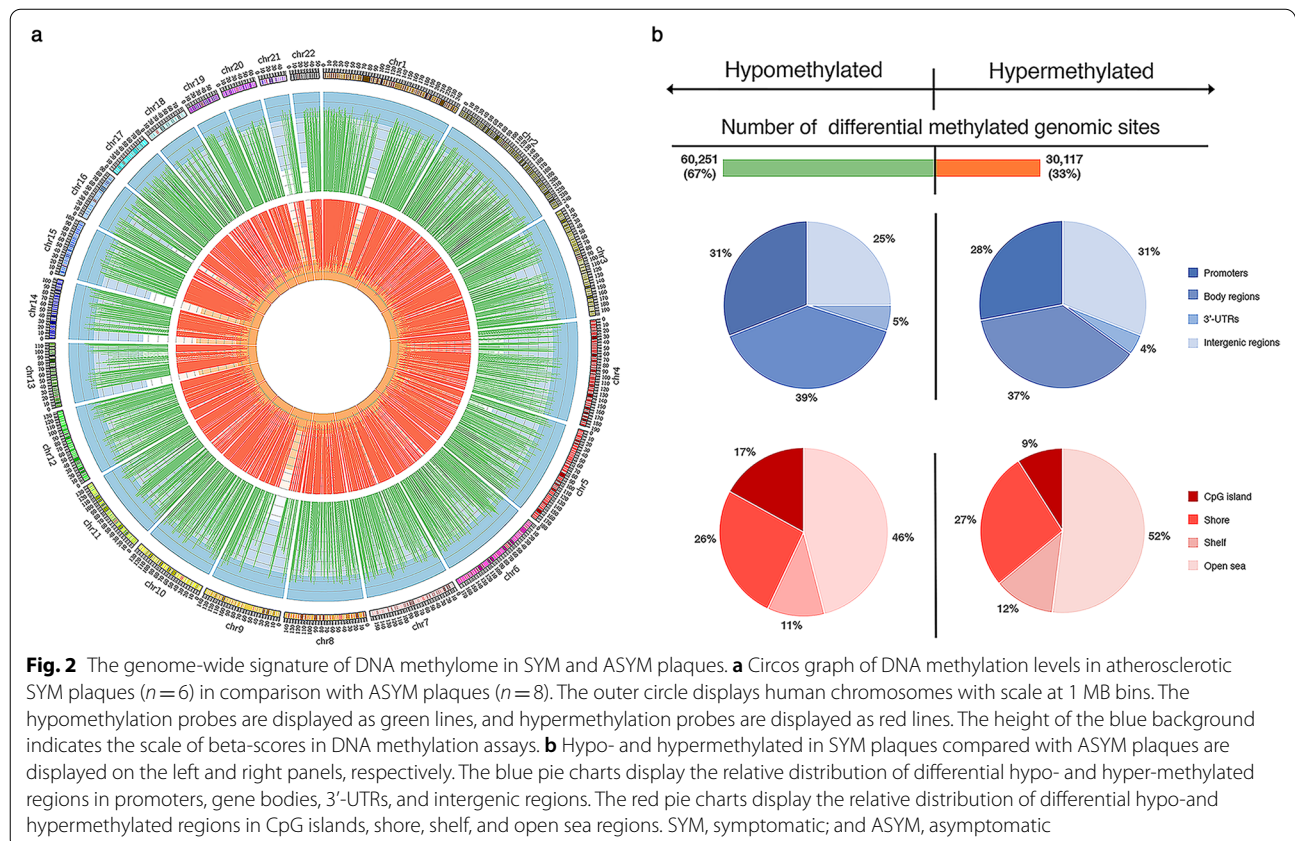 a
b
chr1
chr2
chr3
chr4
chr5
chr6
chr7
chr8
chr9
chr10
chr11
chr12
chr13
chr14
chr15
chr16
chr17
chr18
chr19
chr20
chr21
chr22
Hypomethylated
Hypermethylated
Number of differential methylated genomic sites
60,251
(67%)
30,117
(33%)
31%
25%
5%
39%
28%
31%
4%
37%
Promoters
Body regions
3'-UTRs
Intergenic regions
17%
46%
26%
11%
9%
27%
52%
12%
CpG island
Shore
Shelf
Open sea
Fig. 2 The genome-wide signature of DNA methylome in SYM and ASYM plaques. a Circos graph of DNA methylation levels in atherosclerotic
SYM plaques (n = 6) in comparison with ASYM plaques (n = 8). The outer circle displays human chromosomes with scale at 1 MB bins. The
hypomethylation probes are displayed as green lines, and hypermethylation probes are displayed as red lines. The height of the blue background
indicates the scale of beta-scores in DNA methylation assays. b Hypo- and hypermethylated in SYM plaques compared with ASYM plaques are
displayed on the left and right panels, respectively. The blue pie charts display the relative distribution of differential hypo- and hyper-methylated
regions in promoters, gene bodies, 3′-UTRs, and intergenic regions. The red pie charts display the relative distribution of differential hypo-and
hypermethylated regions in CpG islands, shore, shelf, and open sea regions. SYM, symptomatic; and ASYM, asymptomatic